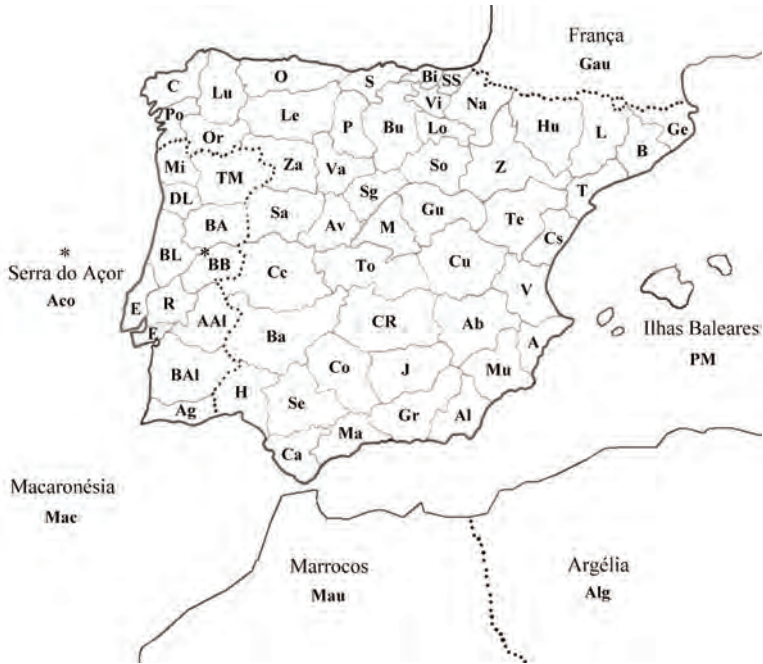 França
Gau
C
Lu
O
S
Bi
SS
Vi
Na
Po
Or
Le
P
Bu
Lo
Hu
L
Ge
B
Mi
TM
Za
Va
So
Z
T
DL
Sa
Sg
Av
M
Gu
Te
Cs
BA
*
Serra do Açor
Aco
BL
*
BB
Cc
To
Cu
V
E
R
AAl
Ba
CR
Ab
Ilhas Baleares
PM
E
BAl
Ag
H
Se
Co
J
Mu
A
Gr
Al
Ma
Ca
Macaronésia
Mac
Marrocos
Mau
Argélia
Alg